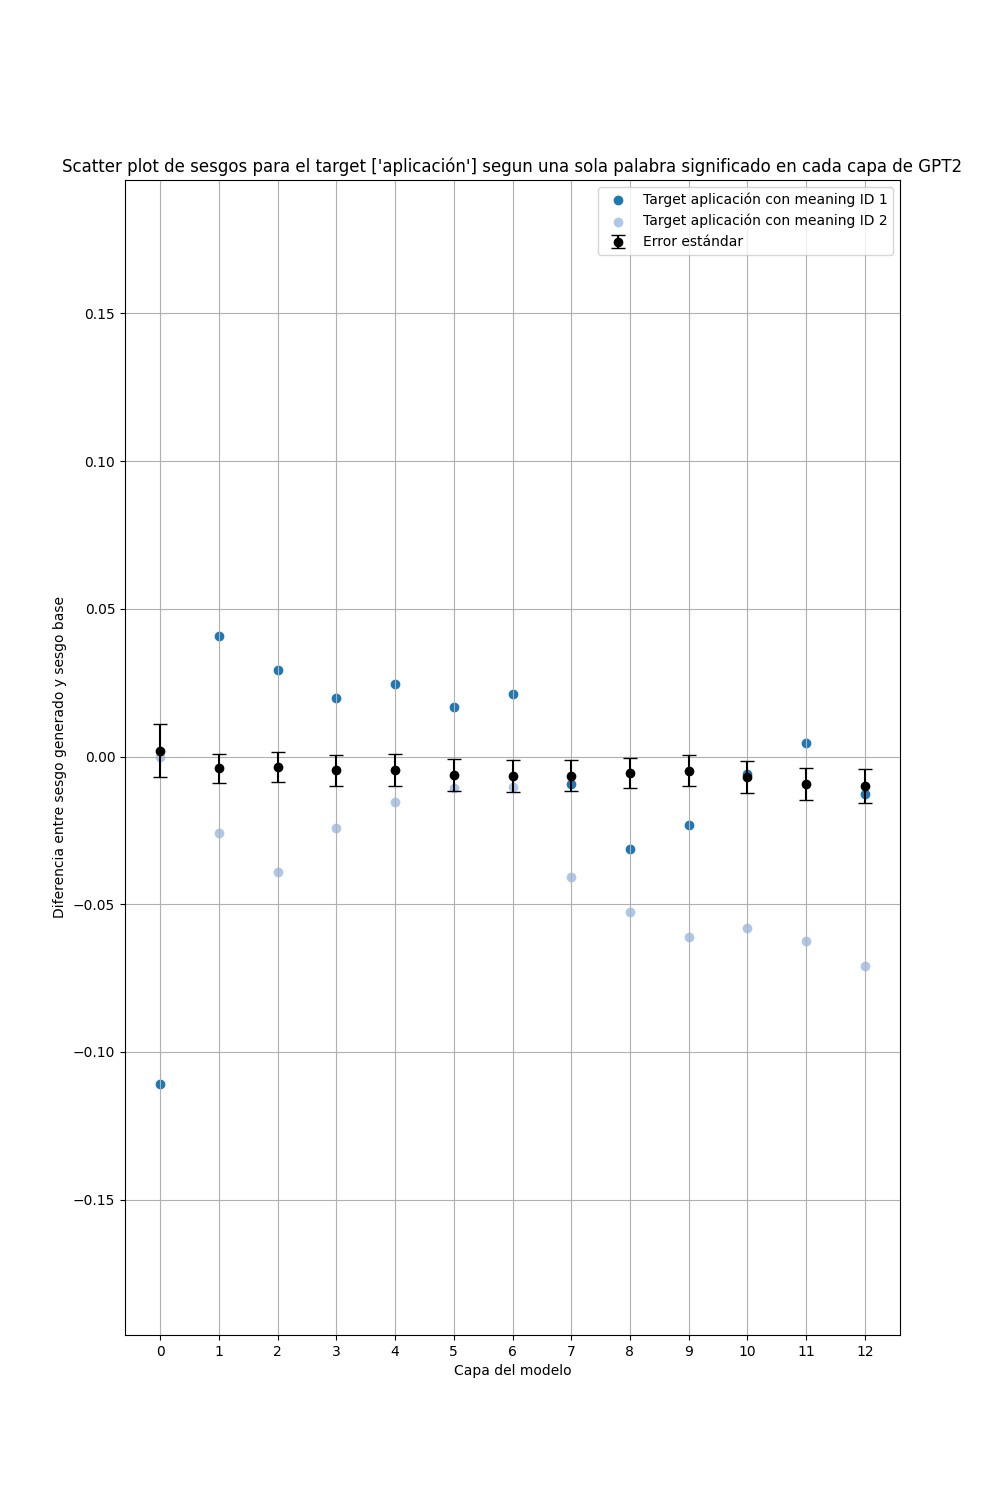 Scatter plot de sesgos para el target ['aplicación'] segun una sola palabra significado en cada capa de GPT2
Target aplicación con meaning ID 1
Target aplicación con meaning ID 2
Error estándar
Diferencia entre sesgo generado y sesgo base
0.15
0.10
0.05
0.00
−0.05
−0.10
−0.15
0 1 2 3 4 5 6 7 8 9 10 11 12
Capa del modelo